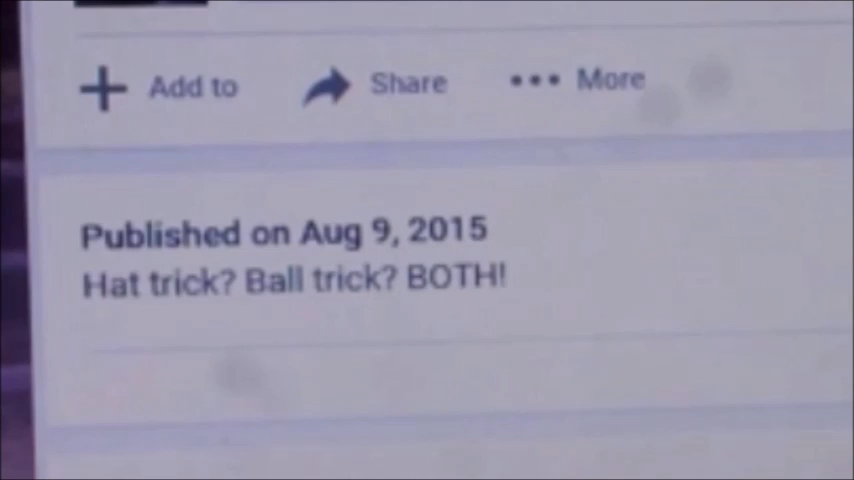 Add to Share More
Published on Aug 9, 2015
Hat trick? Ball trick? BOTH!